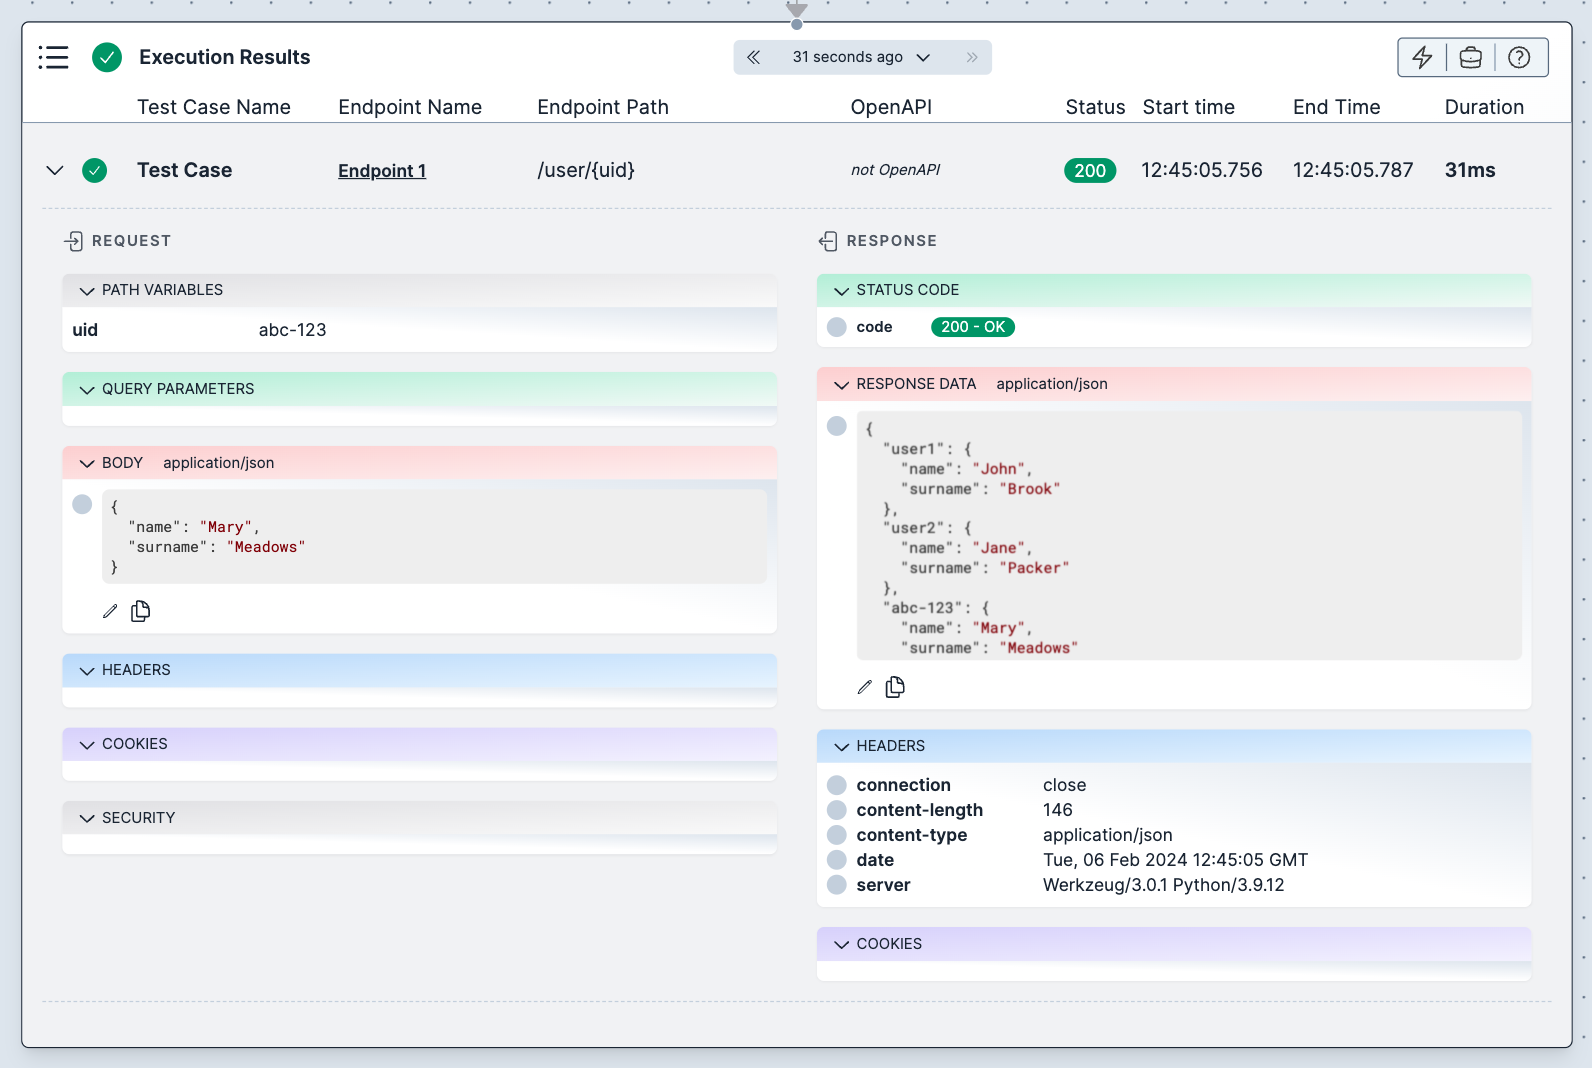 Execution Results
31 seconds ago
Test Case Name Endpoint Name Endpoint Path OpenAPI Status Start time End Time Duration
Test Case Endpoint 1 /user/{uid} not OpenAPI 200 12:45:05.756 12:45:05.787 31ms
REQUEST
PATH VARIABLES
uid abc-123
QUERY PARAMETERS
BODY application/json
{
"name": "Mary",
"surname": "Meadows"
}
HEADERS
COOKIES
SECURITY
RESPONSE
STATUS CODE
code 200 - OK
RESPONSE DATA application/json
{
"user1": {
"name": "John",
"surname": "Brook"
},
"user2": {
"name": "Jane",
"surname": "Packer"
},
"abc-123": {
"name": "Mary",
"surname": "Meadows"
HEADERS
connection close
content-length 146
content-type application/json
date Tue, 06 Feb 2024 12:45:05 GMT
server Werkzeug/3.0.1 Python/3.9.12
COOKIES